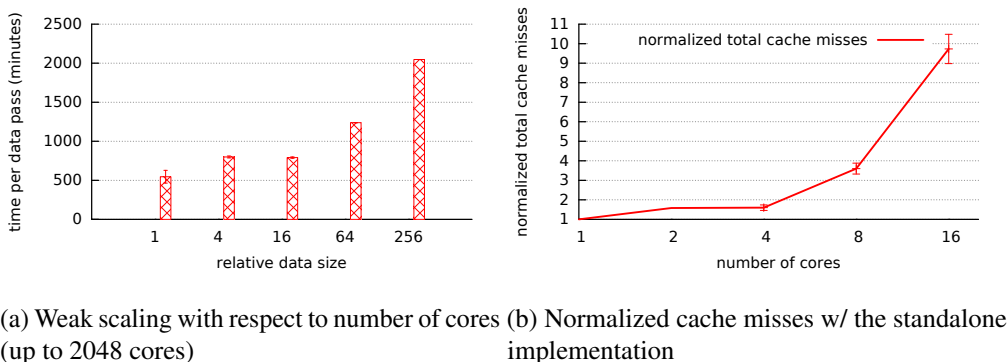 time per data pass (minutes)
2500
2000
1500
1000
500
0
1 4 16 64 256
relative data size
normalized total cache misses
11
10
9
8
7
6
5
4
3
2
1
normalized total cache misses
1 2 4 8 16
number of cores
(a) Weak scaling with respect to number of cores
(up to 2048 cores)
(b) Normalized cache misses w/ the standalone
implementation